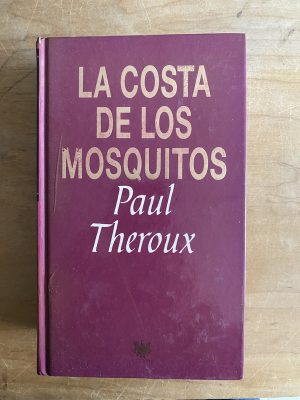 LA COSTA
DE LOS
MOSQUITOS
Paul
Theroux